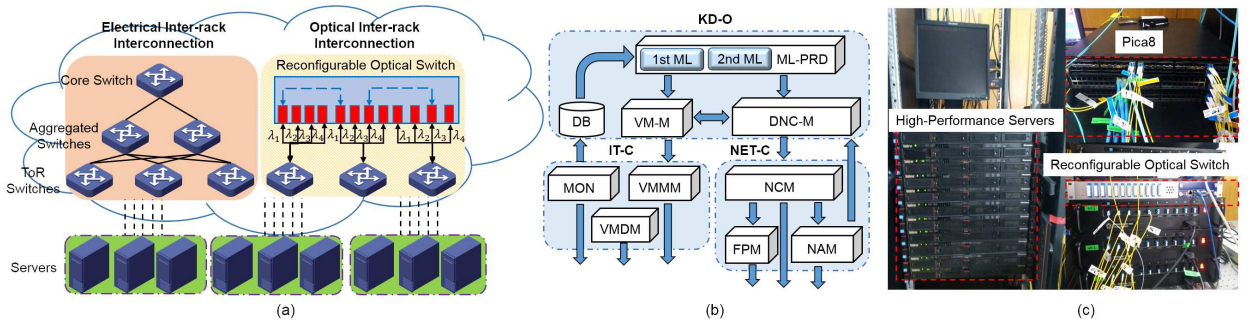 Electrical Inter-rack
Interconnection
Optical Inter-rack
Interconnection
Reconfigurable Optical Switch
Core Switch
Aggregated
Switches
ToR
Switches
λ1 λ2 λ3 λ4 λ1 λ2 λ3 λ4 λ1 λ2 λ3 λ4
Servers
(a)
KD-O
1st ML
2nd ML
ML-PRD
DB
VM-M
DNC-M
IT-C
NET-C
MON
VMMM
VMDM
NCM
FPM
NAM
(b)
Pica8
High-Performance Servers
Reconfigurable Optical Switch
(c)